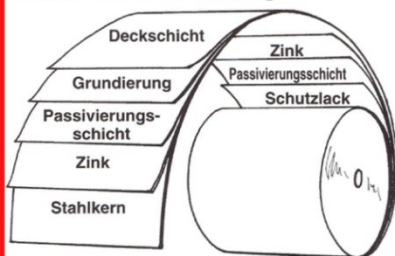 Deckschicht
Grundierung
Passivierungs-
schicht
Zink
Stahlkern
Zink
Passivierungsschicht
Schutzlack